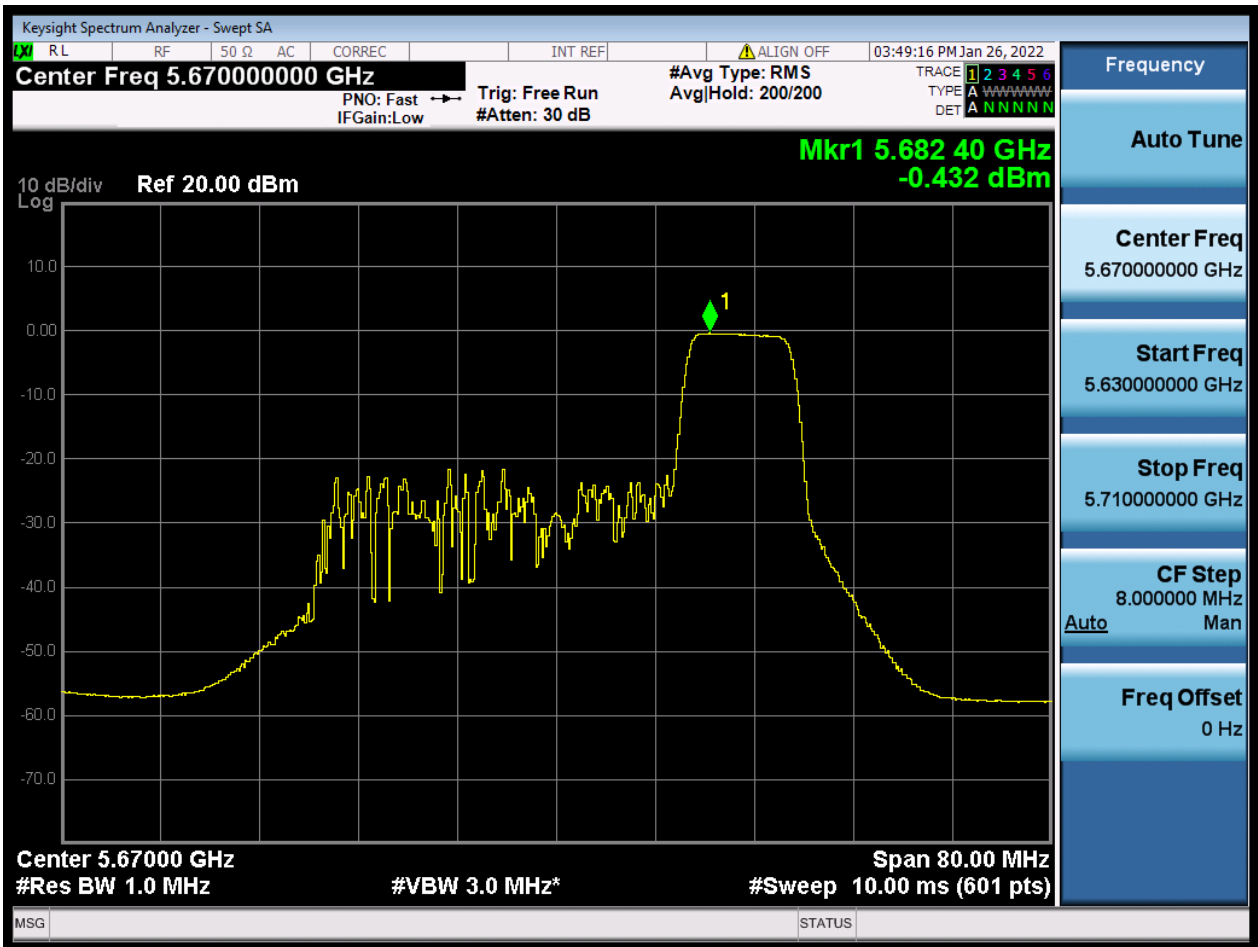 Keysight Spectrum Analyzer - Swept SA
LXI RL RF 50 Ω AC CORREC INT REF ALIGN OFF 03:49:16 PM Jan 26, 2022
Center Freq 5.670000000 GHz
PNO: Fast
IFGain:Low
Trig: Free Run
#Atten: 30 dB
#Avg Type: RMS
Avg|Hold: 200/200
TRACE 1 2 3 4 5 6
TYPE A WWWWW
DET A N N N N N
Mkr1 5.682 40 GHz
-0.432 dBm
10 dB/div Ref 20.00 dBm
Log
1
10.0
0.00
-10.0
-20.0
-30.0
-40.0
-50.0
-60.0
-70.0
Center 5.67000 GHz Span 80.00 MHz
#Res BW 1.0 MHz #VBW 3.0 MHz* #Sweep 10.00 ms (601 pts)
MSG STATUS
Frequency
Auto Tune
Center Freq
5.670000000 GHz
Start Freq
5.630000000 GHz
Stop Freq
5.710000000 GHz
CF Step
8.000000 MHz
Auto Man
Freq Offset
0 Hz